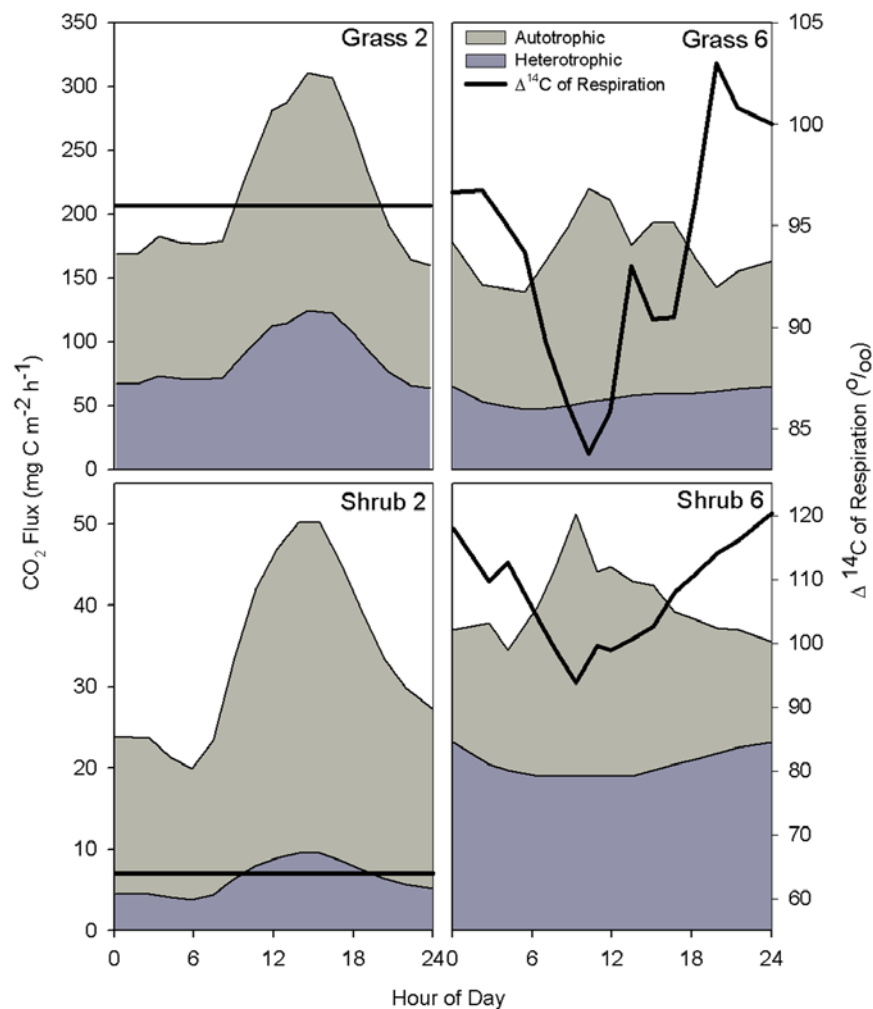 Grass 2
Grass 6
Autotrophic
Heterotrophic
Δ¹⁴C of Respiration
350
300
250
200
150
100
50
0
105
100
95
90
85
Shrub 2
Shrub 6
50
40
30
20
10
0
120
110
100
90
80
70
60
0 6 12 18 24
0 6 12 18 24
CO₂ Flux (mg C m⁻² h⁻¹)
Δ ¹⁴C of Respiration (⁰/₀₀)
Hour of Day